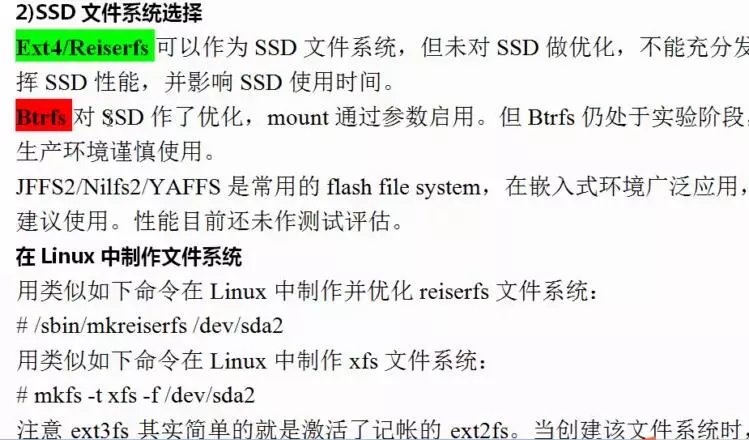 2)SSD 文件系统选择
Ext4/Reiserfs 可以作为 SSD 文件系统，但未对 SSD 做优化，不能充分发
挥 SSD 性能，并影响 SSD 使用时间。
Btrfs 对 SSD 作了优化，mount 通过参数启用。但 Btrfs 仍处于实验阶段，
生产环境谨慎使用。
JFFS2/Nilfs2/YAFFS 是常用的 flash file system，在嵌入式环境广泛应用，
建议使用。性能目前还未作测试评估。
在 Linux 中制作文件系统
用类似如下命令在 Linux 中制作并优化 reiserfs 文件系统：
# /sbin/mkreiserfs /dev/sda2
用类似如下命令在 Linux 中制作 xfs 文件系统：
# mkfs -t xfs -f /dev/sda2
注意 ext3fs 其实简单的就是激活了记帐的 ext2fs。当创建该文件系统时，